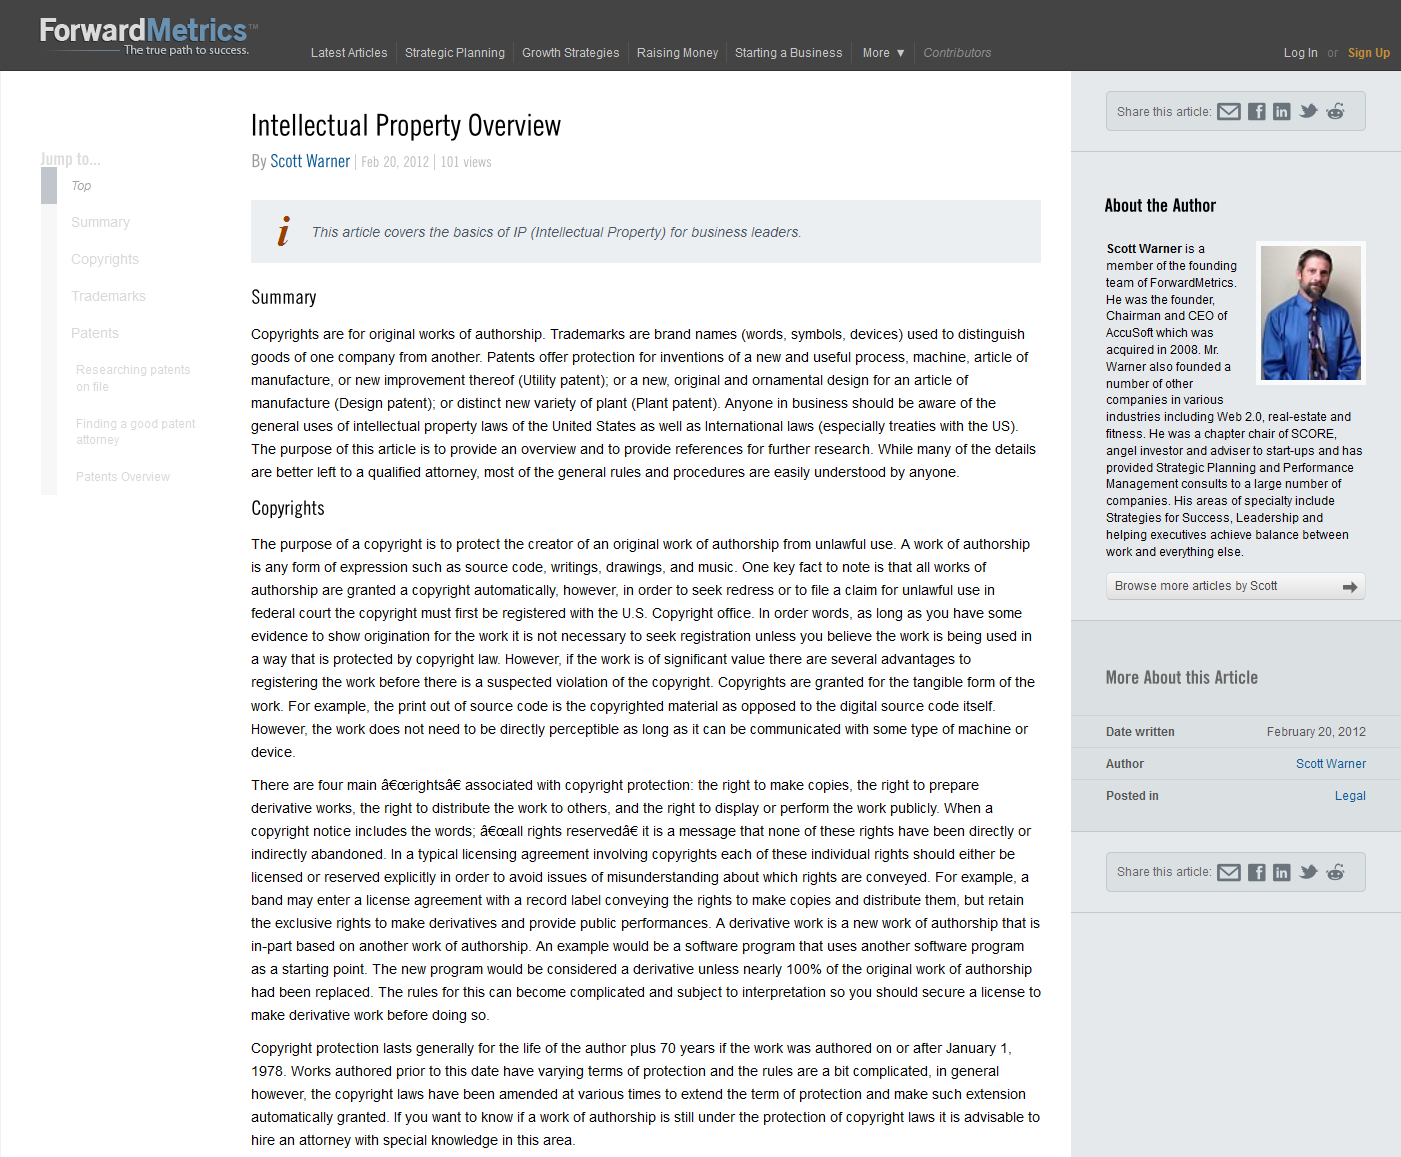 ForwardMetrics™
The true path to success.
Latest Articles
Strategic Planning
Growth Strategies
Raising Money
Starting a Business
More ▼
Contributors
Log In or Sign Up
Jump to...
Top
Summary
Copyrights
Trademarks
Patents
Researching patents
on file
Finding a good patent
attorney
Patents Overview
Intellectual Property Overview
By Scott Warner | Feb 20, 2012 | 101 views
i This article covers the basics of IP (Intellectual Property) for business leaders.
Summary
Copyrights are for original works of authorship. Trademarks are brand names (words, symbols, devices) used to distinguish
goods of one company from another. Patents offer protection for inventions of a new and useful process, machine, article of
manufacture, or new improvement thereof (Utility patent); or a new, original and ornamental design for an article of
manufacture (Design patent); or distinct new variety of plant (Plant patent). Anyone in business should be aware of the
general uses of intellectual property laws of the United States as well as International laws (especially treaties with the US).
The purpose of this article is to provide an overview and to provide references for further research. While many of the details
are better left to a qualified attorney, most of the general rules and procedures are easily understood by anyone.
Copyrights
The purpose of a copyright is to protect the creator of an original work of authorship from unlawful use. A work of authorship
is any form of expression such as source code, writings, drawings, and music. One key fact to note is that all works of
authorship are granted a copyright automatically, however, in order to seek redress or to file a claim for unlawful use in
federal court the copyright must first be registered with the U.S. Copyright office. In order words, as long as you have some
evidence to show origination for the work it is not necessary to seek registration unless you believe the work is being used in
a way that is protected by copyright law. However, if the work is of significant value there are several advantages to
registering the work before there is a suspected violation of the copyright. Copyrights are granted for the tangible form of the
work. For example, the print out of source code is the copyrighted material as opposed to the digital source code itself.
However, the work does not need to be directly perceptible as long as it can be communicated with some type of machine or
device.
There are four main â€œrightsâ€ associated with copyright protection: the right to make copies, the right to prepare
derivative works, the right to distribute the work to others, and the right to display or perform the work publicly. When a
copyright notice includes the words; â€œall rights reservedâ€ it is a message that none of these rights have been directly or
indirectly abandoned. In a typical licensing agreement involving copyrights each of these individual rights should either be
licensed or reserved explicitly in order to avoid issues of misunderstanding about which rights are conveyed. For example, a
band may enter a license agreement with a record label conveying the rights to make copies and distribute them, but retain
the exclusive rights to make derivatives and provide public performances. A derivative work is a new work of authorship that is
in-part based on another work of authorship. An example would be a software program that uses another software program
as a starting point. The new program would be considered a derivative unless nearly 100% of the original work of authorship
had been replaced. The rules for this can become complicated and subject to interpretation so you should secure a license to
make derivative work before doing so.
Copyright protection lasts generally for the life of the author plus 70 years if the work was authored on or after January 1,
1978. Works authored prior to this date have varying terms of protection and the rules are a bit complicated, in general
however, the copyright laws have been amended at various times to extend the term of protection and make such extension
automatically granted. If you want to know if a work of authorship is still under the protection of copyright laws it is advisable to
hire an attorney with special knowledge in this area.
Share this article:
About the Author
Scott Warner is a
member of the founding
team of ForwardMetrics.
He was the founder,
Chairman and CEO of
AccuSoft which was
acquired in 2008. Mr.
Warner also founded a
number of other
companies in various
industries including Web 2.0, real-estate and
fitness. He was a chapter chair of SCORE,
angel investor and adviser to start-ups and has
provided Strategic Planning and Performance
Management consults to a large number of
companies. His areas of specialty include
Strategies for Success, Leadership and
helping executives achieve balance between
work and everything else.
Browse more articles by Scott
More About this Article
Date written February 20, 2012
Author Scott Warner
Posted in Legal
Share this article: